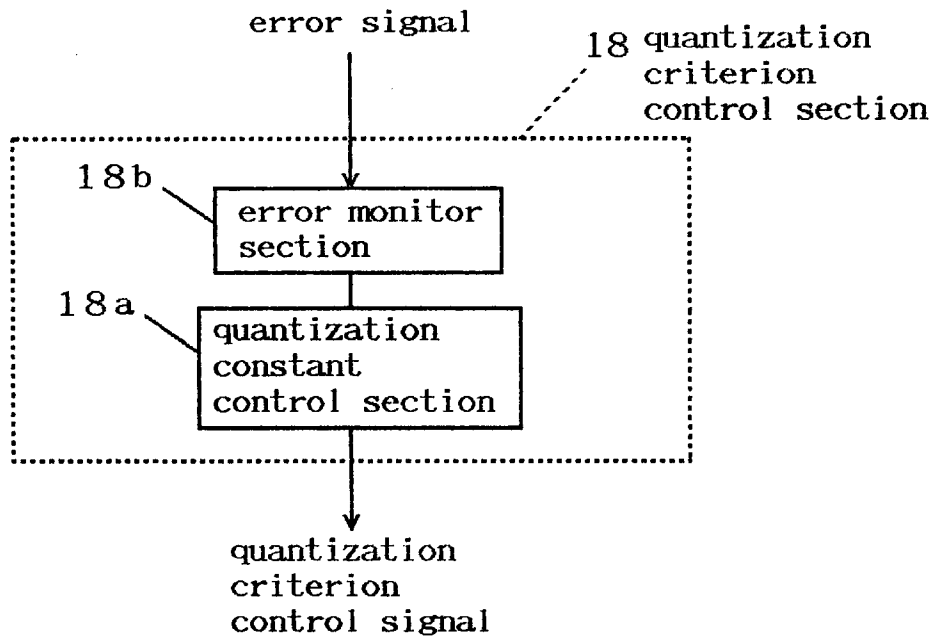 error signal
18 quantization
criterion
control section
18b
error monitor
section
18a
quantization
constant
control section
quantization
criterion
control signal